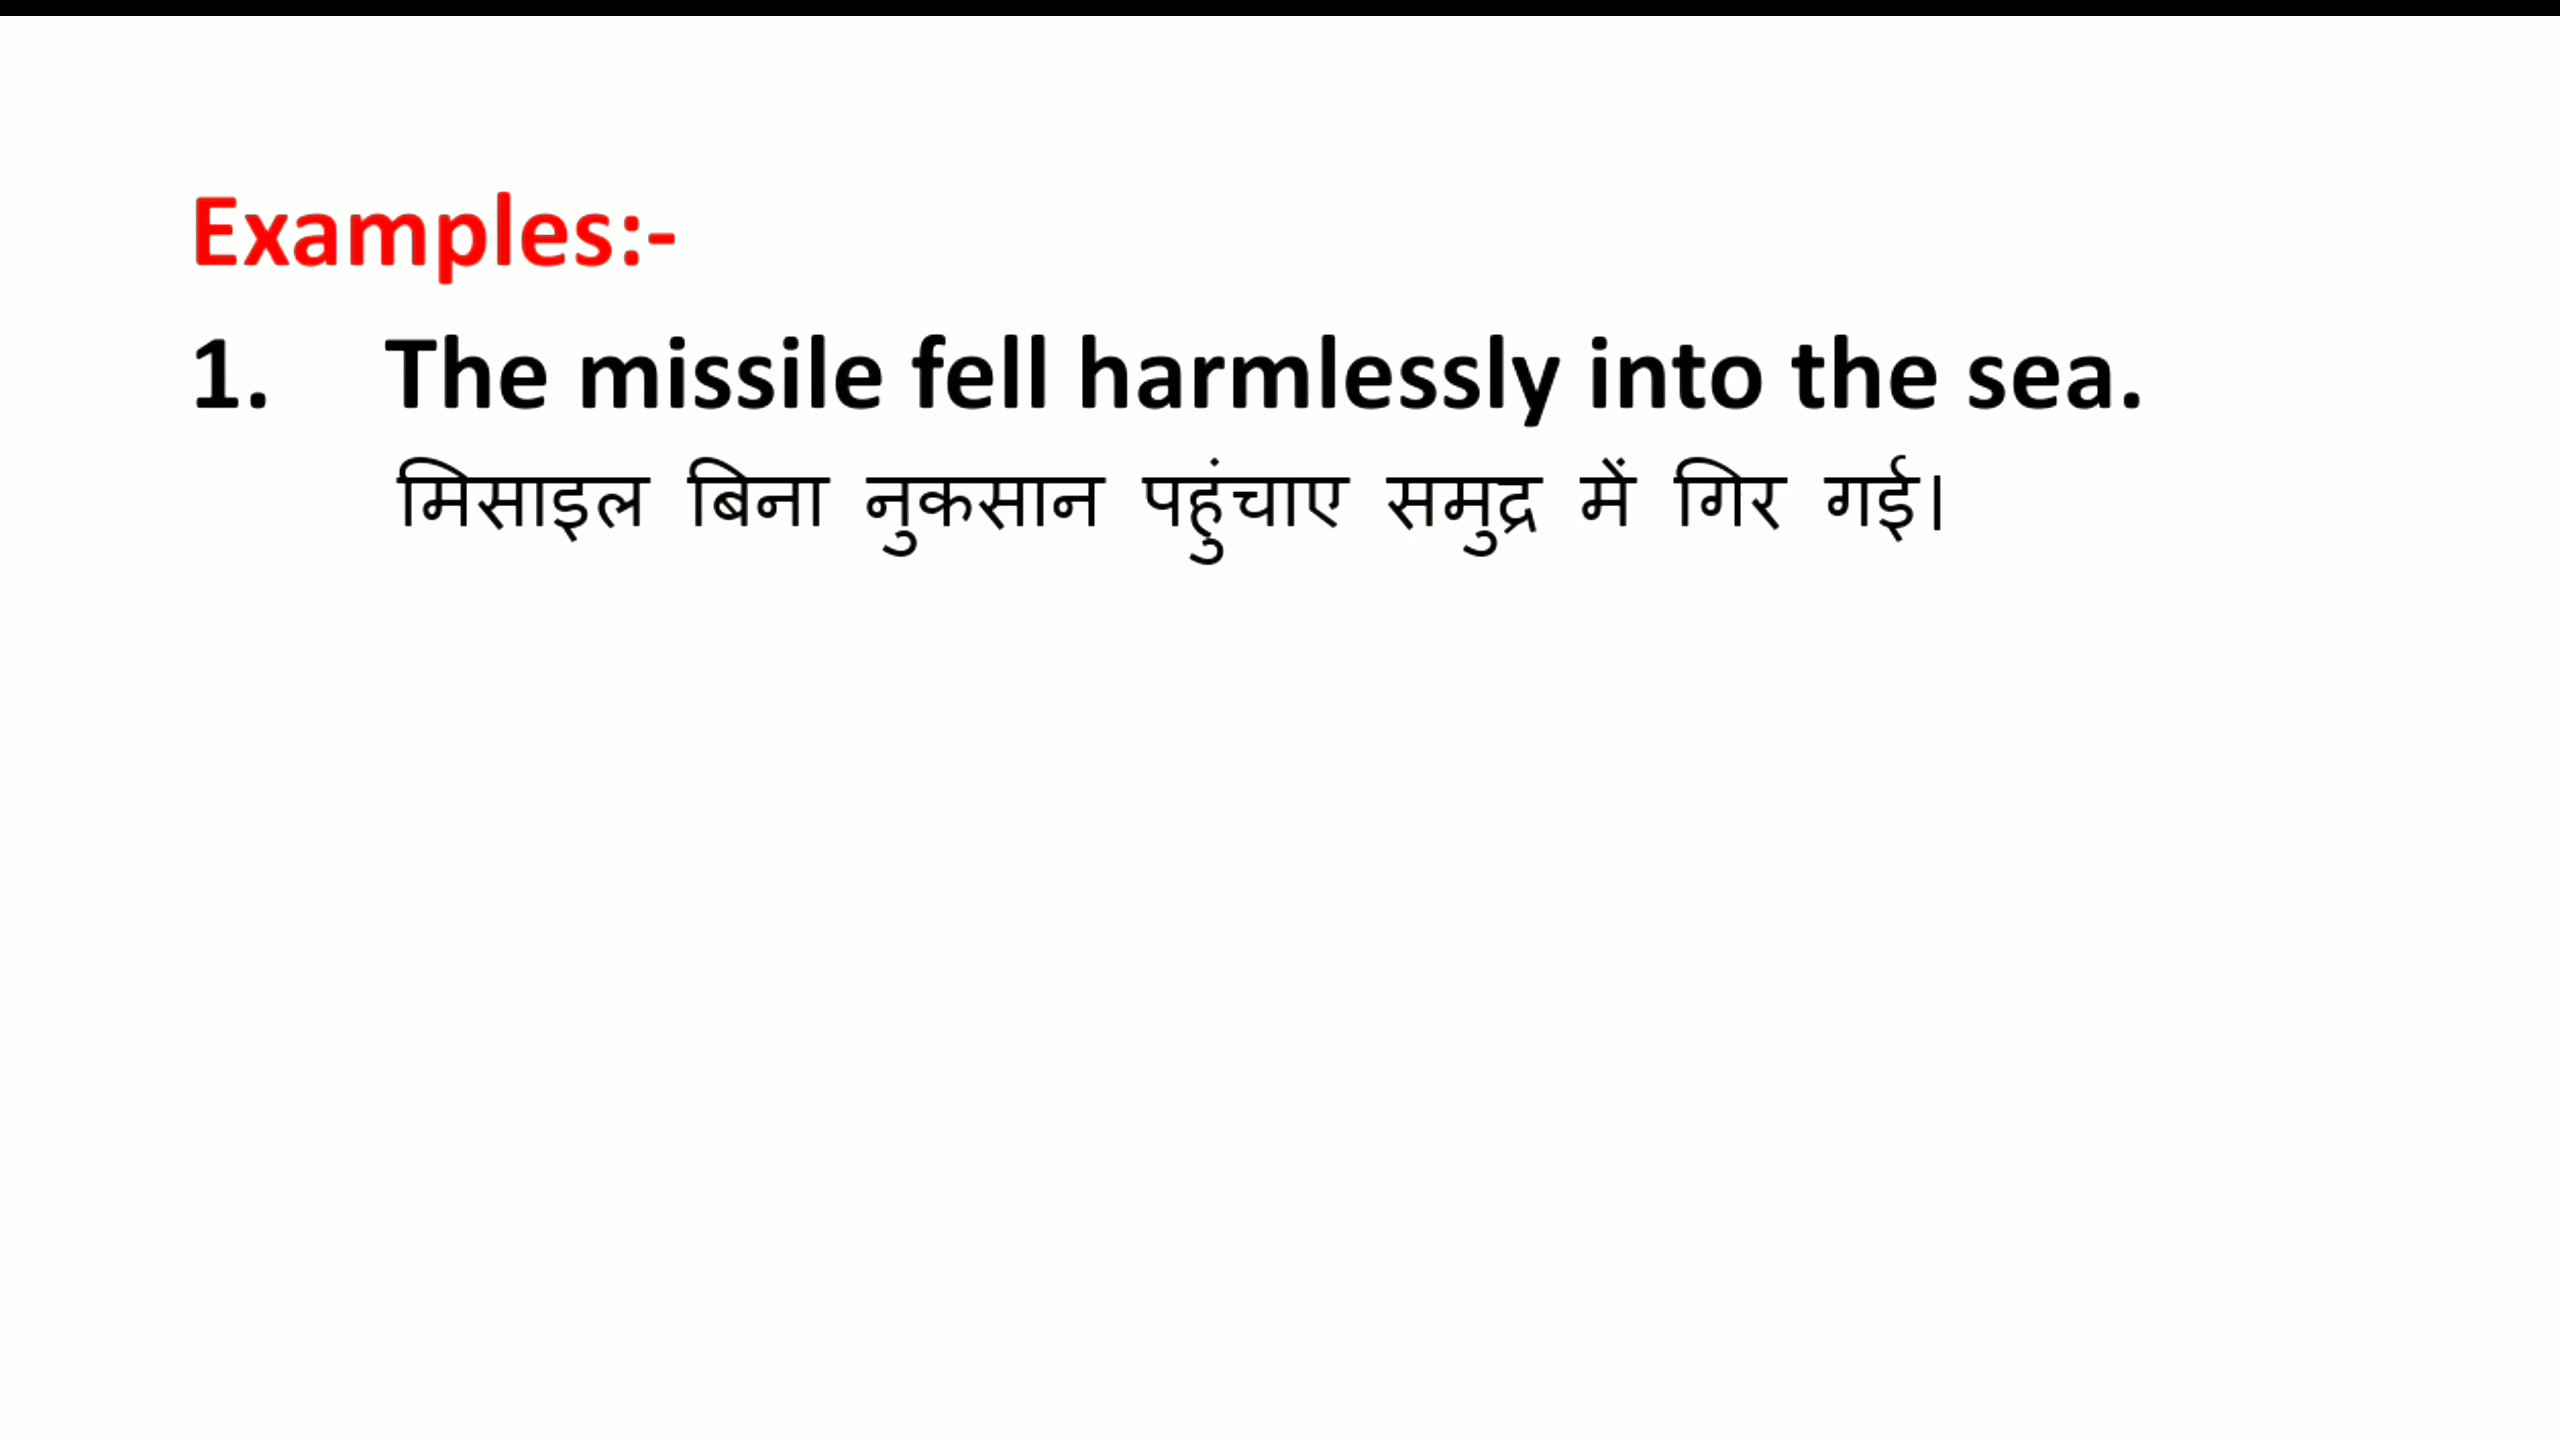 Examples:-
1. The missile fell harmlessly into the sea.
मिसाइल बिना नुकसान पहुंचाए समुद्र में गिर गई।